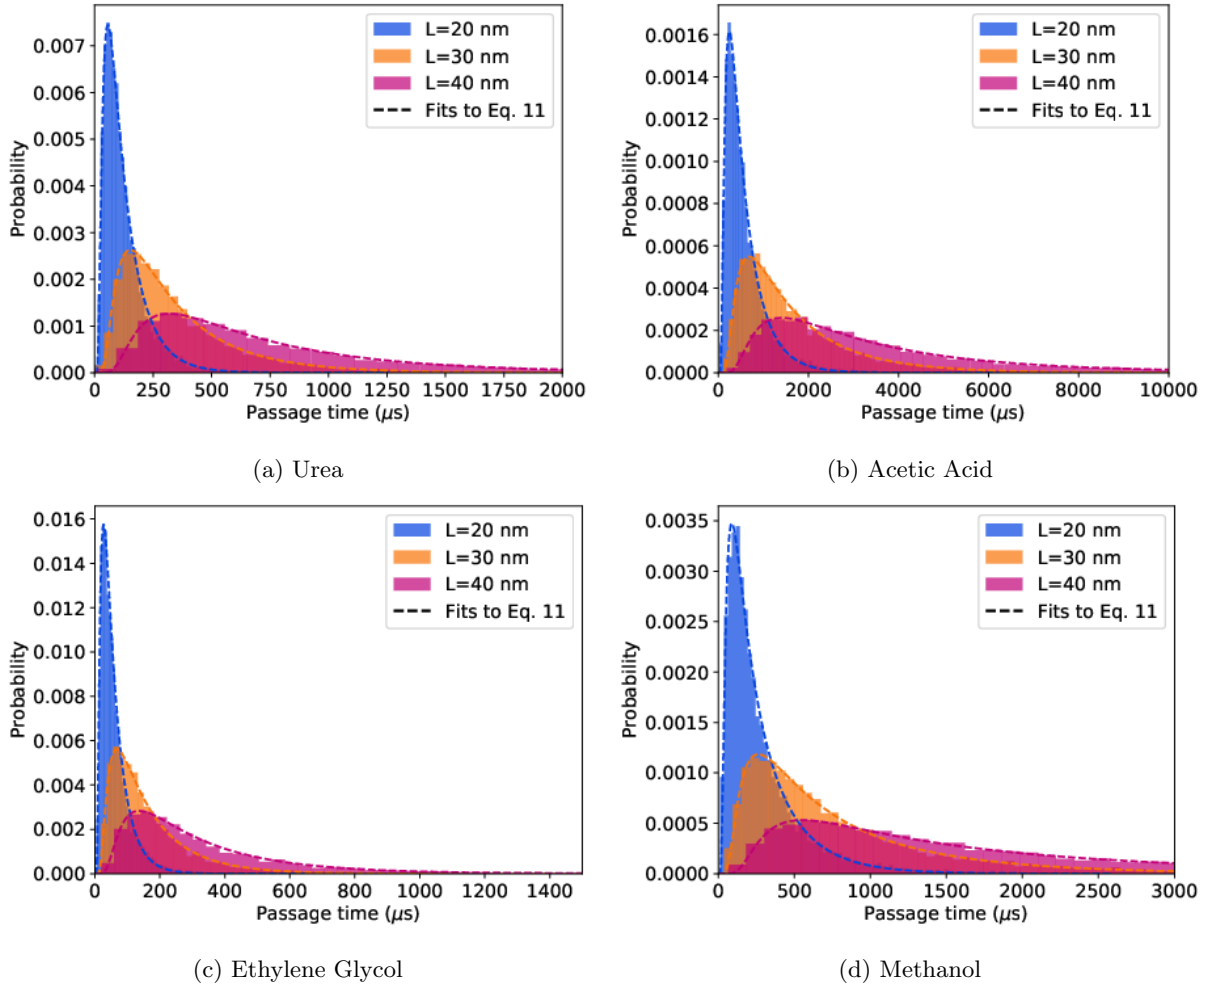 0.007
0.006
0.005
0.004
0.003
0.002
0.001
0.000
Probability
L=20 nm
L=30 nm
L=40 nm
Fits to Eq. 11
0 250 500 750 1000 1250 1500 1750 2000
Passage time (μs)
(a) Urea
0.0016
0.0014
0.0012
0.0010
0.0008
0.0006
0.0004
0.0002
0.0000
Probability
L=20 nm
L=30 nm
L=40 nm
Fits to Eq. 11
0 2000 4000 6000 8000 10000
Passage time (μs)
(b) Acetic Acid
0.016
0.014
0.012
0.010
0.008
0.006
0.004
0.002
0.000
Probability
L=20 nm
L=30 nm
L=40 nm
Fits to Eq. 11
0 200 400 600 800 1000 1200 1400
Passage time (μs)
(c) Ethylene Glycol
0.0035
0.0030
0.0025
0.0020
0.0015
0.0010
0.0005
0.0000
Probability
L=20 nm
L=30 nm
L=40 nm
Fits to Eq. 11
0 500 1000 1500 2000 2500 3000
Passage time (μs)
(d) Methanol